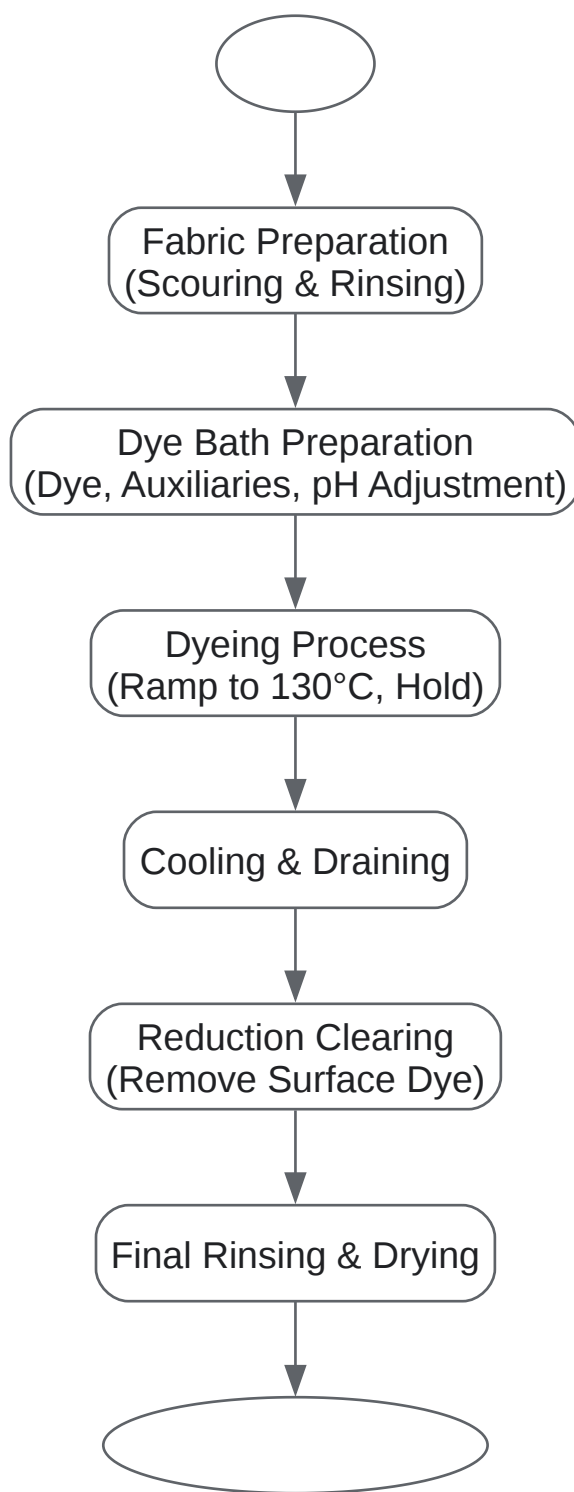 Fabric Preparation
(Scouring & Rinsing)
Dye Bath Preparation
(Dye, Auxiliaries, pH Adjustment)
Dyeing Process
(Ramp to 130°C, Hold)
Cooling & Draining
Reduction Clearing
(Remove Surface Dye)
Final Rinsing & Drying